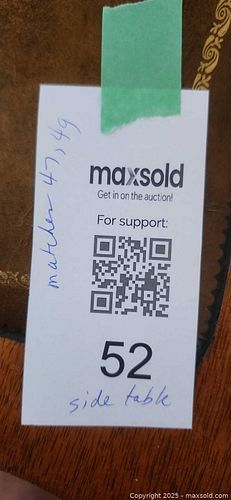 matches 47, 49
maxsold
Get in on the auction!
For support:
52
side table
Copyright 2025 - maxsold.com